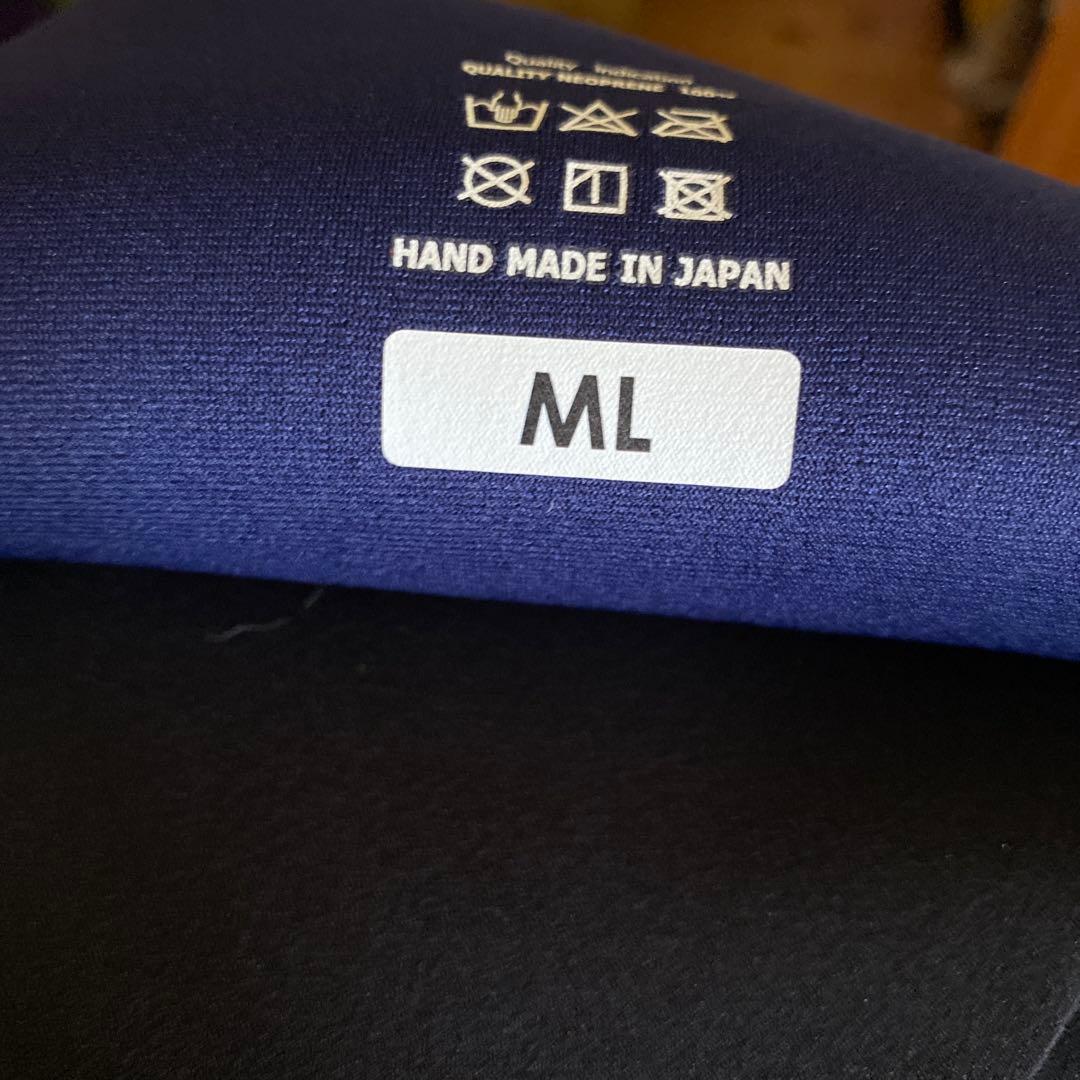 Quality Indication
QUALITY NEOPRENE 100%
HAND MADE IN JAPAN
ML